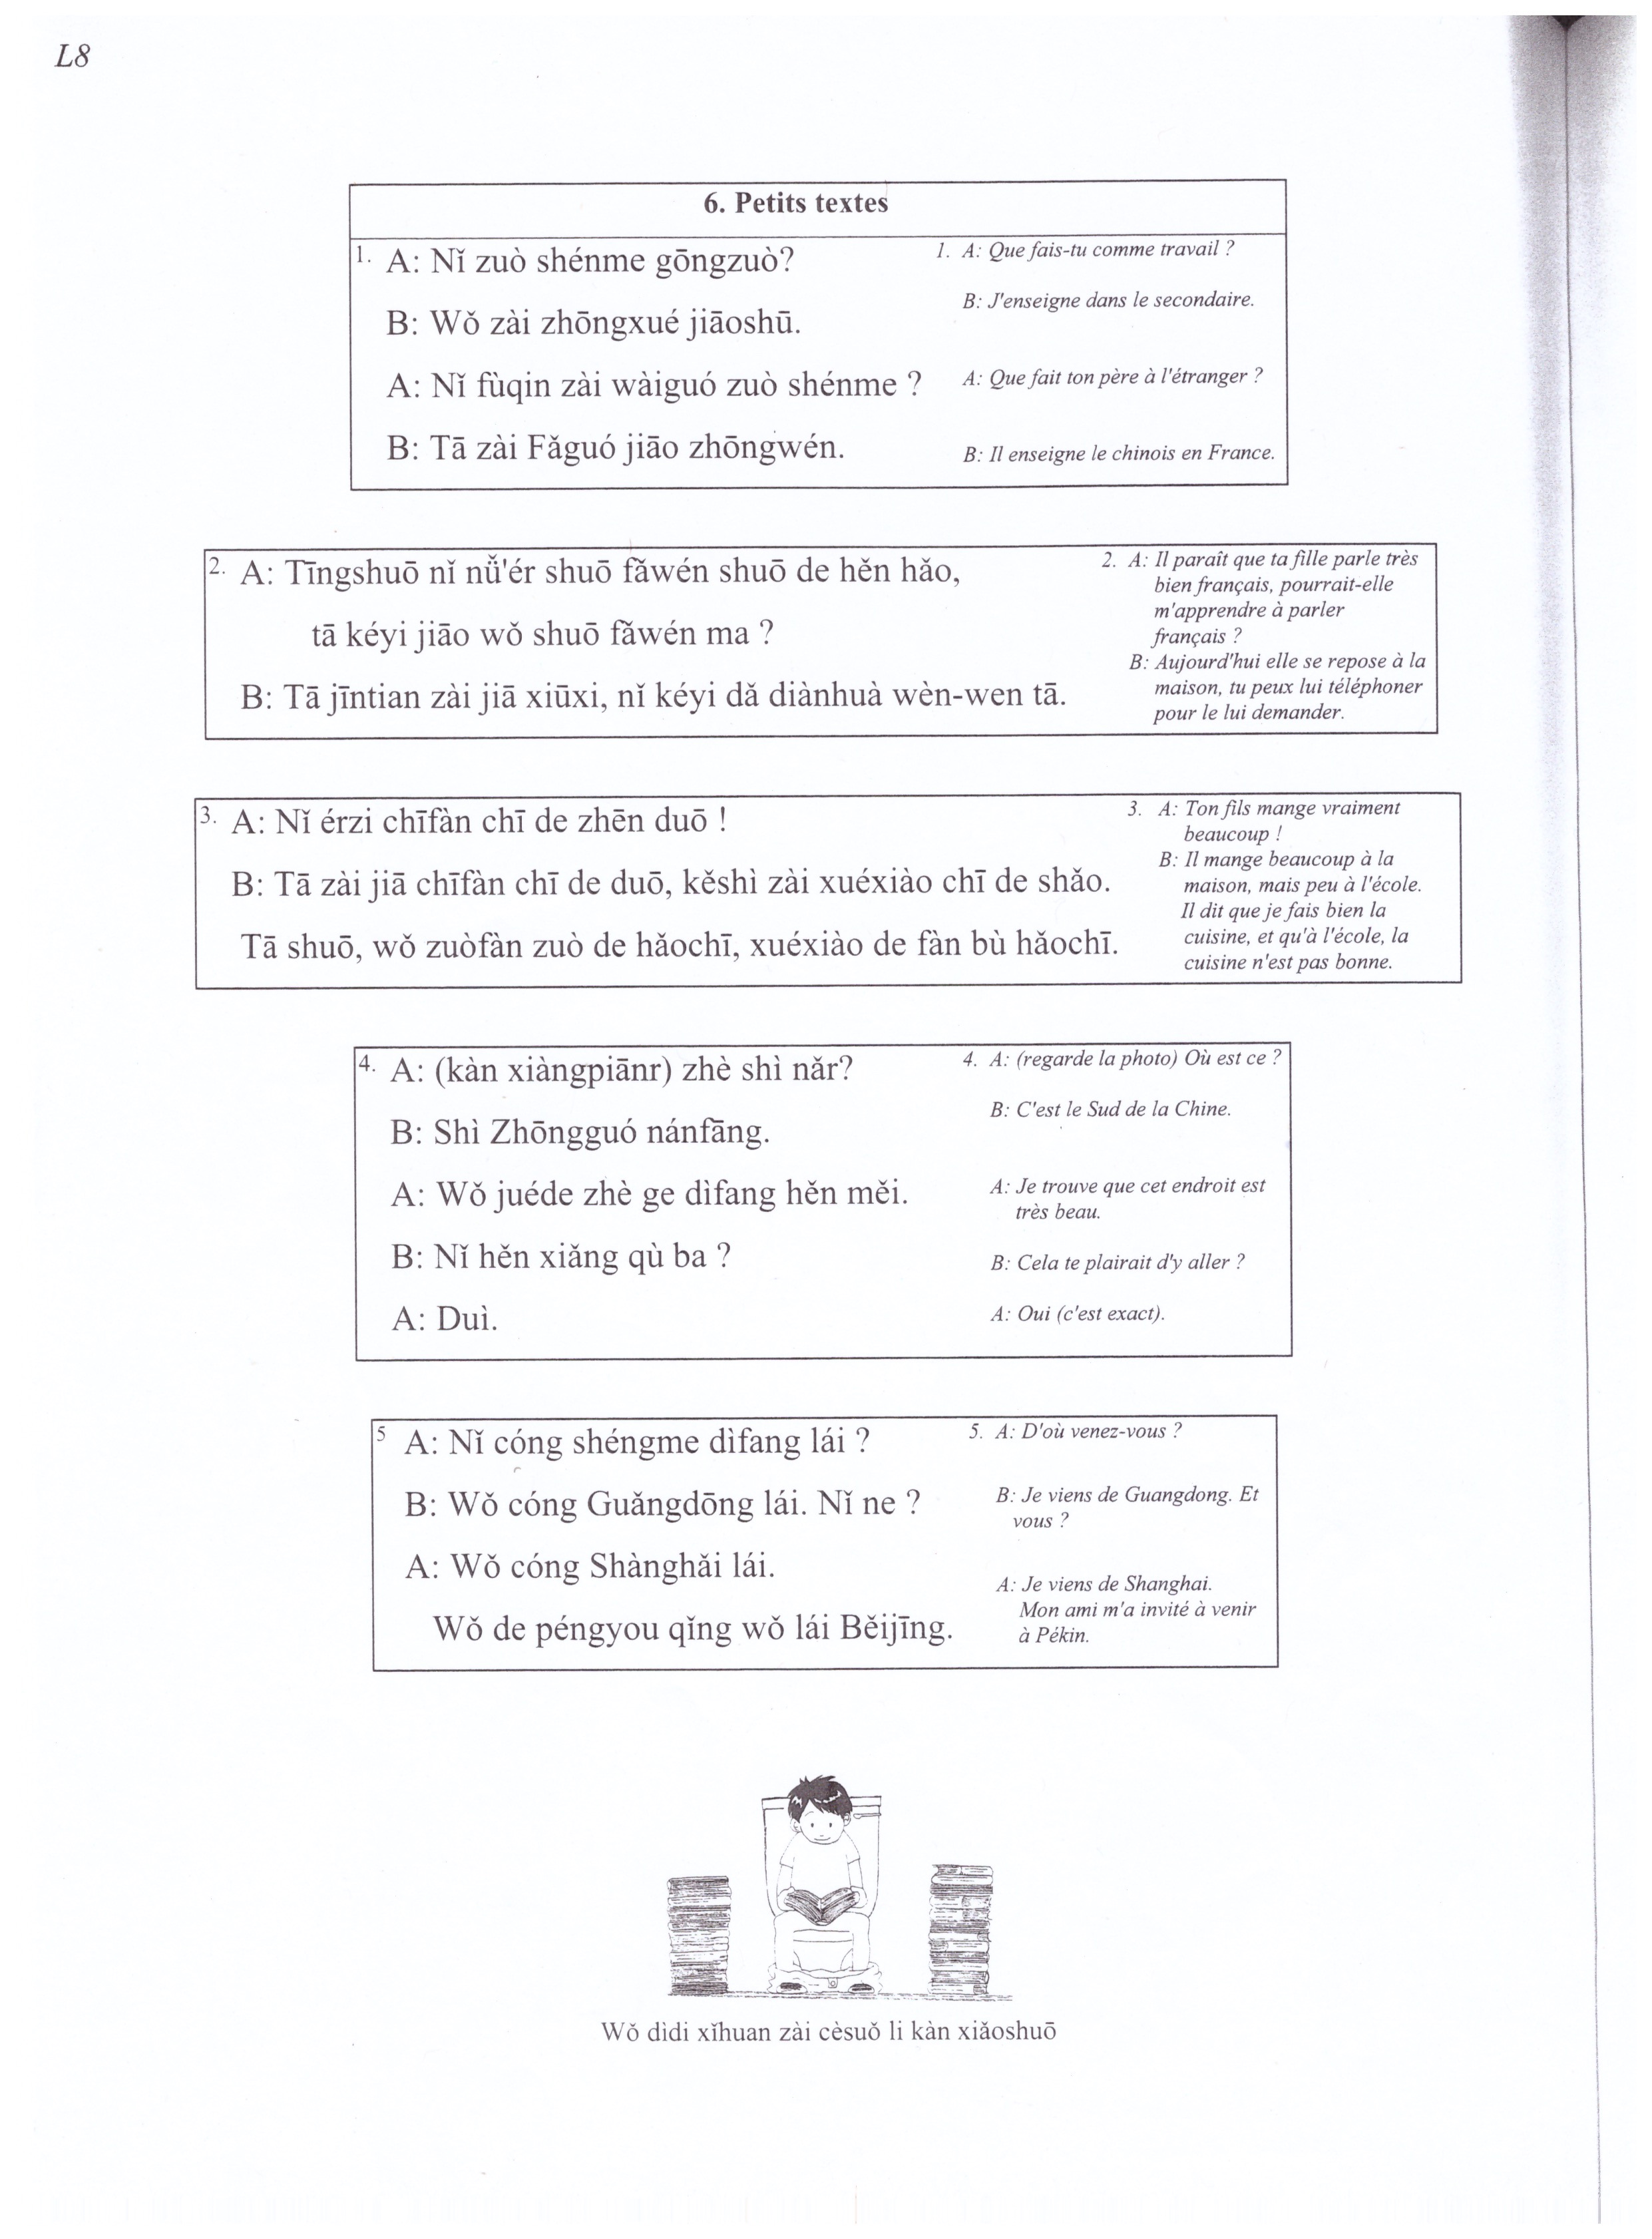 L8
6. Petits textes
1. A: Nǐ zuò shénme gōngzuò?
B: Wǒ zài zhōngxué jiāoshū.
A: Nǐ fùqin zài wàiguó zuò shénme ?
B: Tā zài Fǎguó jiāo zhōngwén.
1. A: Que fais-tu comme travail ?
B: J'enseigne dans le secondaire.
A: Que fait ton père à l'étranger ?
B: Il enseigne le chinois en France.
2. A: Tīngshuō nǐ nǚ'ér shuō fǎwén shuō de hěn hǎo,
tā kéyi jiāo wǒ shuō fǎwén ma ?
B: Tā jīntian zài jiā xiūxi, nǐ kéyi dǎ diànhuà wèn-wen tā.
2. A: Il paraît que ta fille parle très
bien français, pourrait-elle
m'apprendre à parler
français ?
B: Aujourd'hui elle se repose à la
maison, tu peux lui téléphoner
pour le lui demander.
3. A: Nǐ érzi chīfàn chī de zhēn duō !
B: Tā zài jiā chīfàn chī de duō, kěshì zài xuéxiào chī de shǎo.
Tā shuō, wǒ zuòfàn zuò de hǎochī, xuéxiào de fàn bù hǎochī.
3. A: Ton fils mange vraiment
beaucoup !
B: Il mange beaucoup à la
maison, mais peu à l'école.
Il dit que je fais bien la
cuisine, et qu'à l'école, la
cuisine n'est pas bonne.
4. A: (kàn xiàngpiānr) zhè shì nǎr?
B: Shì Zhōngguó nánfāng.
A: Wǒ juéde zhè ge dìfang hěn měi.
B: Nǐ hěn xiǎng qù ba ?
A: Duì.
4. A: (regarde la photo) Où est ce ?
B: C'est le Sud de la Chine.
A: Je trouve que cet endroit est
très beau.
B: Cela te plairait d'y aller ?
A: Oui (c'est exact).
5 A: Nǐ cóng shéngme dìfang lái ?
B: Wǒ cóng Guǎngdōng lái. Nǐ ne ?
A: Wǒ cóng Shànghǎi lái.
Wǒ de péngyou qǐng wǒ lái Běijīng.
5. A: D'où venez-vous ?
B: Je viens de Guangdong. Et
vous ?
A: Je viens de Shanghai.
Mon ami m'a invité à venir
à Pékin.
Wǒ dìdi xǐhuan zài cèsuǒ li kàn xiǎoshuō